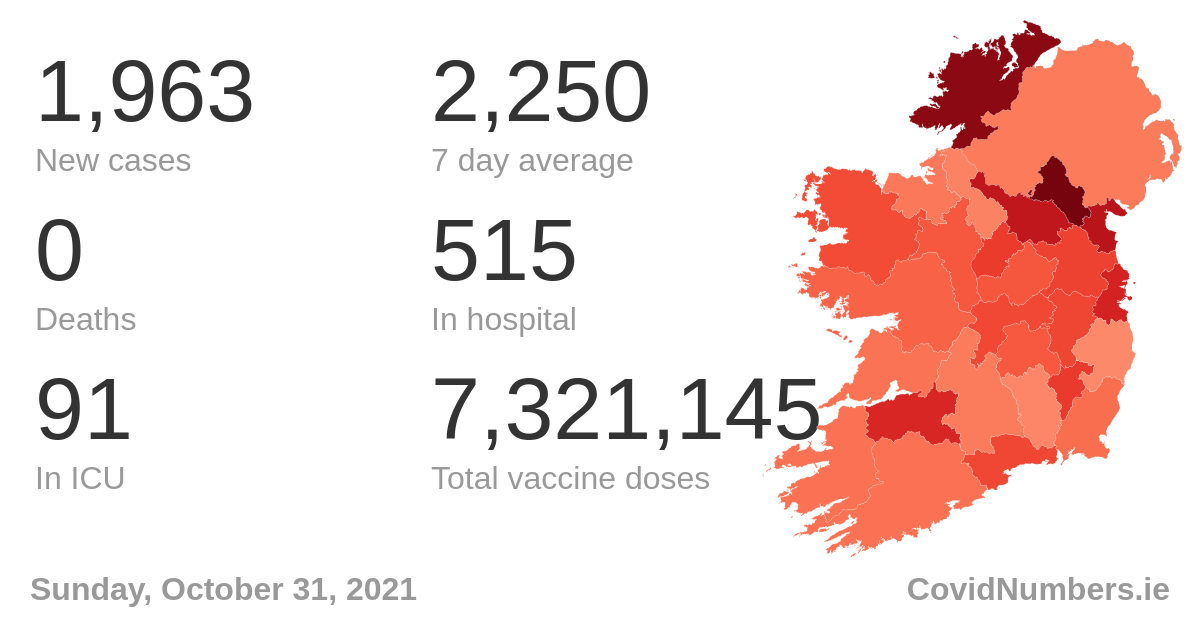 1,963
New cases
2,250
7 day average
0
Deaths
515
In hospital
91
In ICU
7,321,145
Total vaccine doses
Sunday, October 31, 2021
CovidNumbers.ie